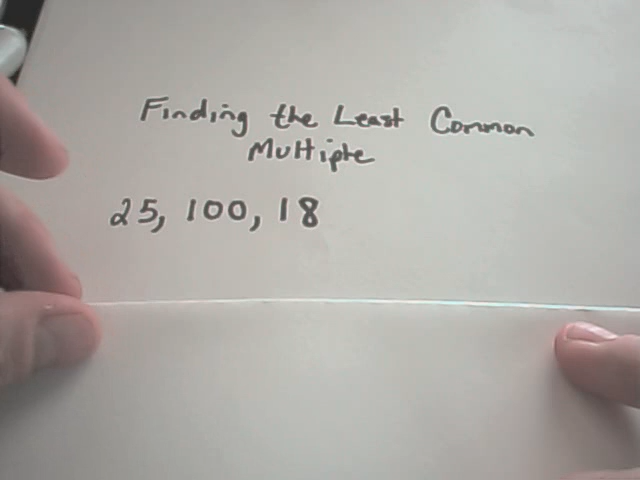 Finding the Least Common
Multiple
25, 100, 18